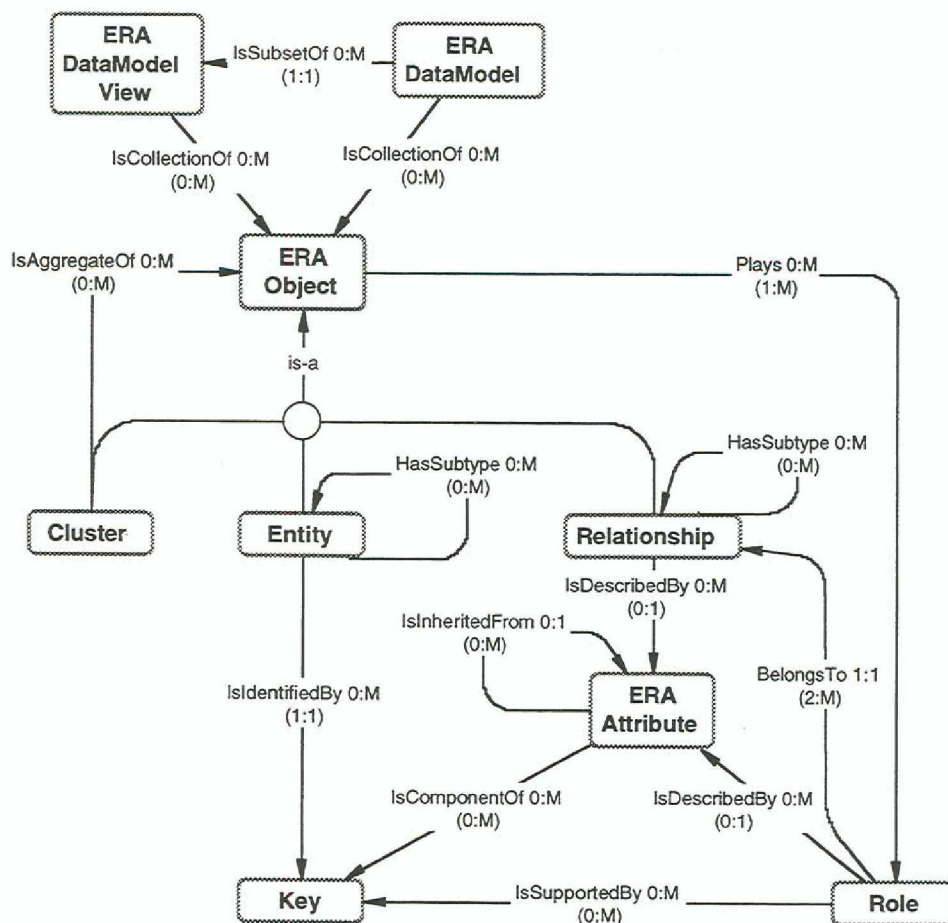 ERA
DataModel
View
IsSubsetOf 0:M
(1:1)
ERA
DataModel
IsCollectionOf 0:M
(0:M)
IsCollectionOf 0:M
(0:M)
IsAggregateOf 0:M
(0:M)
ERA
Object
Plays 0:M
(1:M)
is-a
HasSubtype 0:M
(0:M)
HasSubtype 0:M
(0:M)
Cluster
Entity
Relationship
IsDescribedBy 0:M
(0:1)
IsInheritedFrom 0:1
(0:M)
IsIdentifiedBy 0:M
(1:1)
ERA
Attribute
BelongsTo 1:1
(2:M)
IsComponentOf 0:M
(0:M)
IsDescribedBy 0:M
(0:1)
Key
IsSupportedBy 0:M
(0:M)
Role